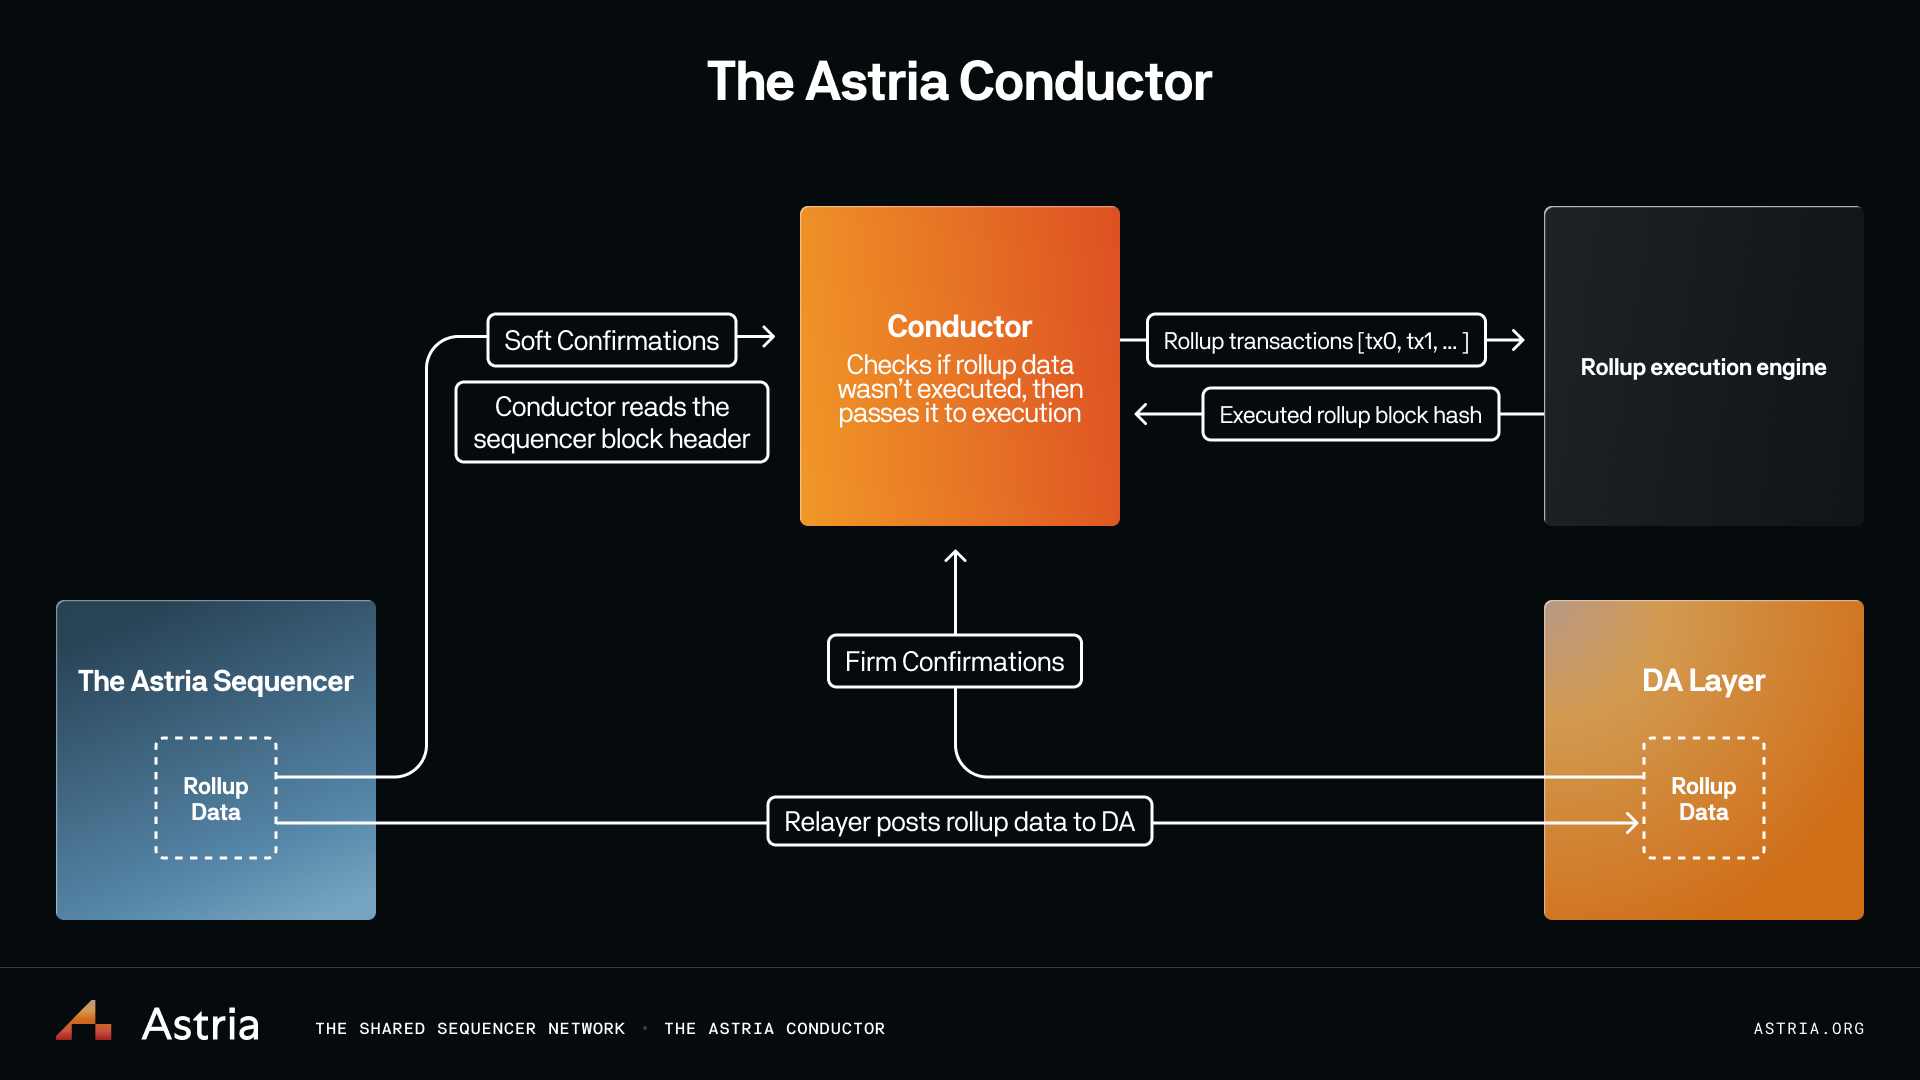 The Astria Conductor
Soft Confirmations
Conductor reads the
sequencer block header
Conductor
Checks if rollup data
wasn't executed, then
passes it to execution
Rollup transactions [tx0, tx1, ... ]
Executed rollup block hash
Rollup execution engine
Firm Confirmations
The Astria Sequencer
Rollup
Data
Relayer posts rollup data to DA
DA Layer
Rollup
Data
Astria
THE SHARED SEQUENCER NETWORK • THE ASTRIA CONDUCTOR
ASTRIA.ORG